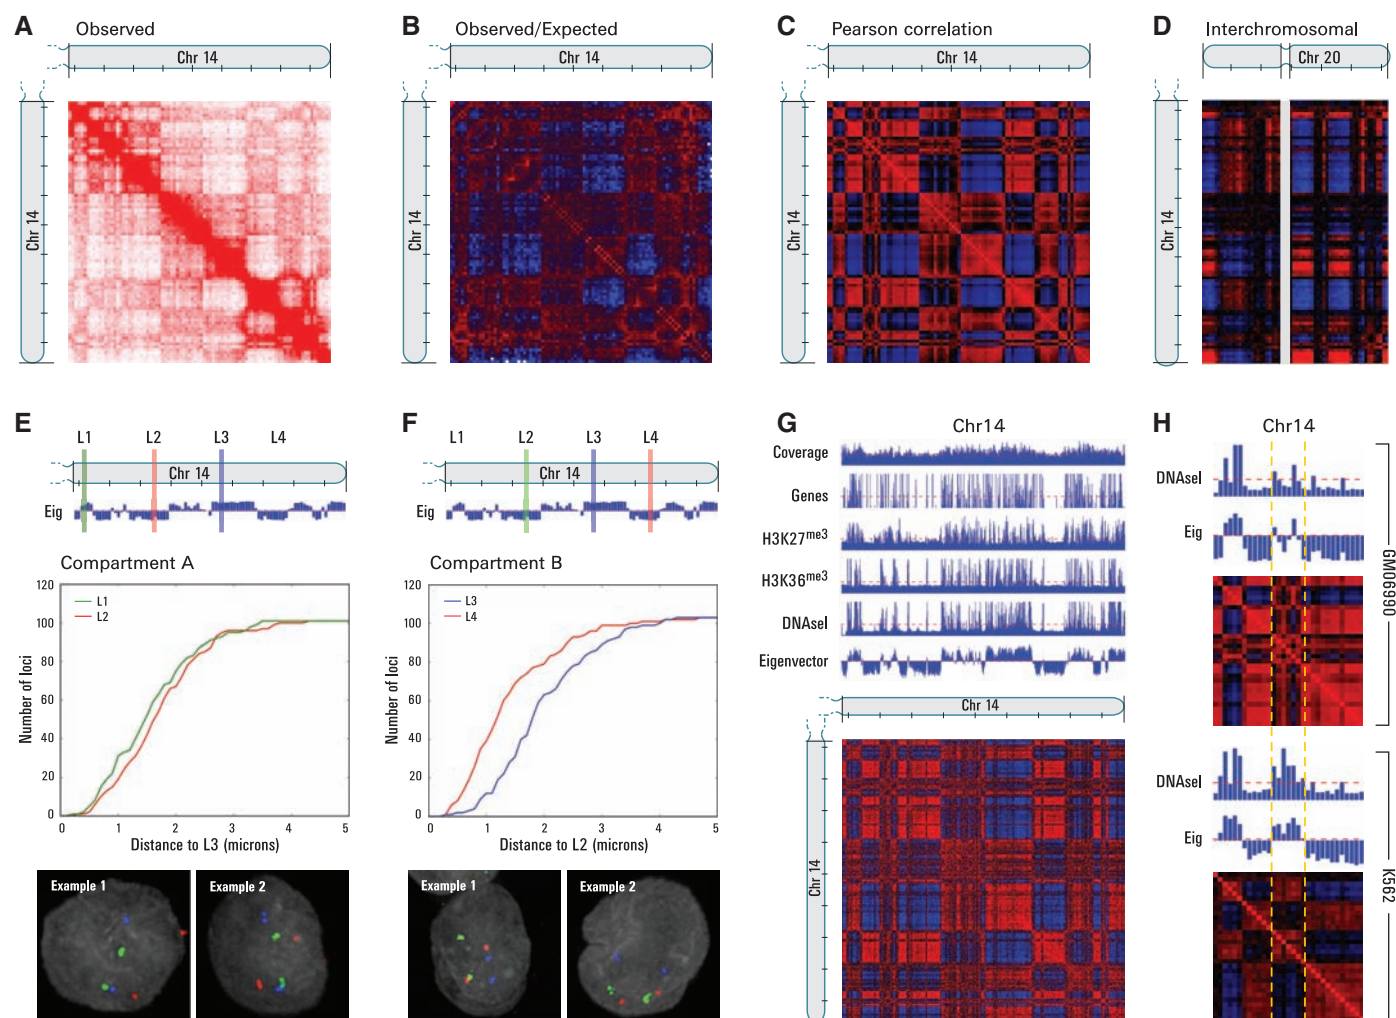 A Observed
Chr 14
Chr 14
B Observed/Expected
Chr 14
Chr 14
C Pearson correlation
Chr 14
Chr 14
D Interchromosomal
Chr 20
Chr 14
E
L1 L2 L3 L4
Chr 14
Eig
Compartment A
120
100
80
60
40
20
0
Number of loci
L1
L2
0 1 2 3 4 5
Distance to L3 (microns)
Example 1
Example 2
F
L1 L2 L3 L4
Chr 14
Eig
Compartment B
120
100
80
60
40
20
0
Number of loci
L3
L4
0 1 2 3 4 5
Distance to L2 (microns)
Example 1
Example 2
G Chr14
Coverage
Genes
H3K27me3
H3K36me3
DNAseI
Eigenvector
Chr 14
Chr 14
H Chr14
DNAseI
Eig
GM06990
DNAseI
Eig
K562